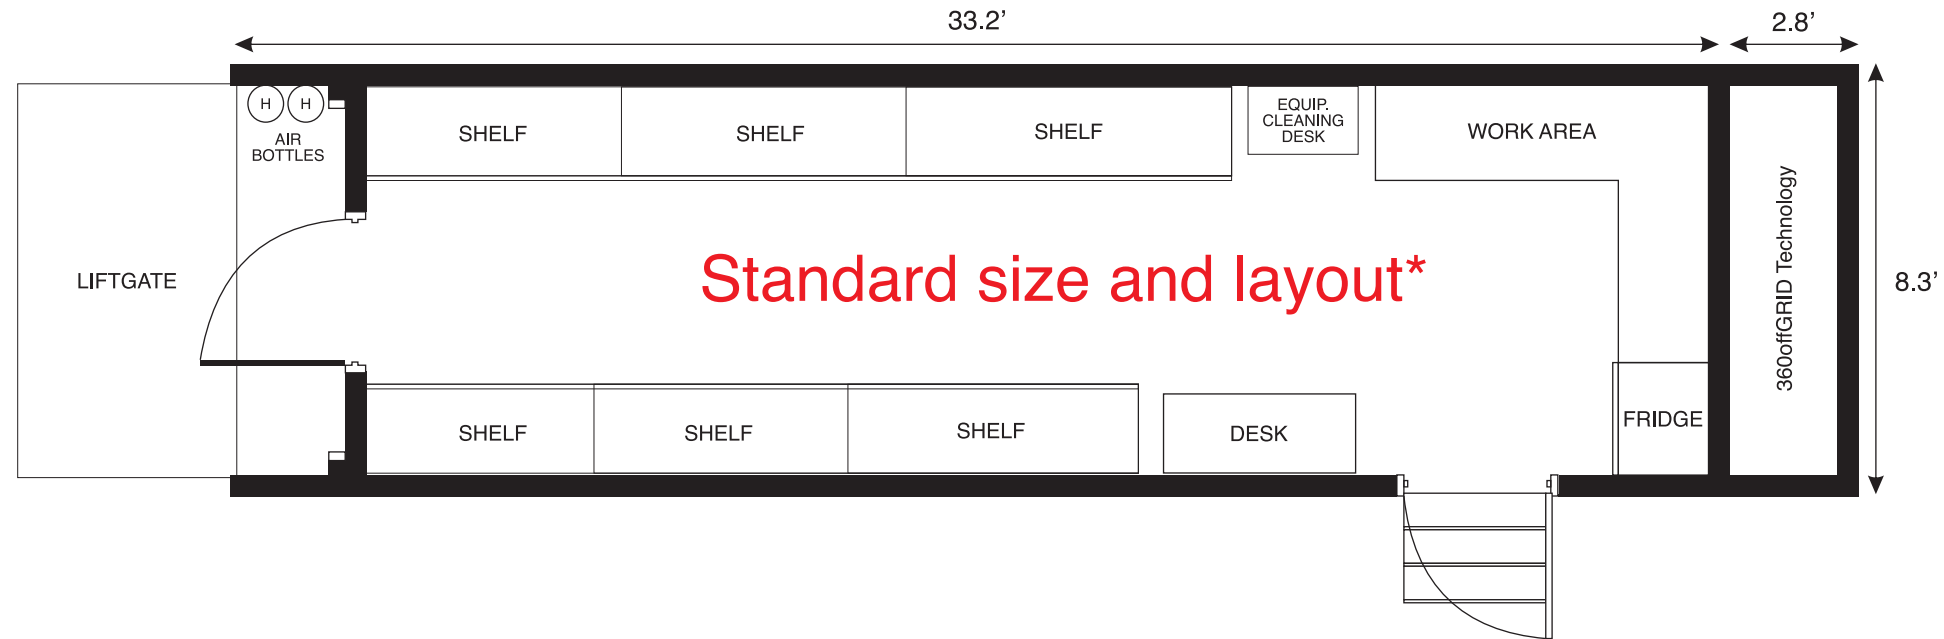 33.2’
2.8’
H
H
AIR
BOTTLES
SHELF
SHELF
SHELF
EQUIP.
CLEANING
DESK
WORK AREA
360offGRID Technology
8.3’
LIFTGATE
Standard size and layout*
SHELF
SHELF
SHELF
DESK
FRIDGE